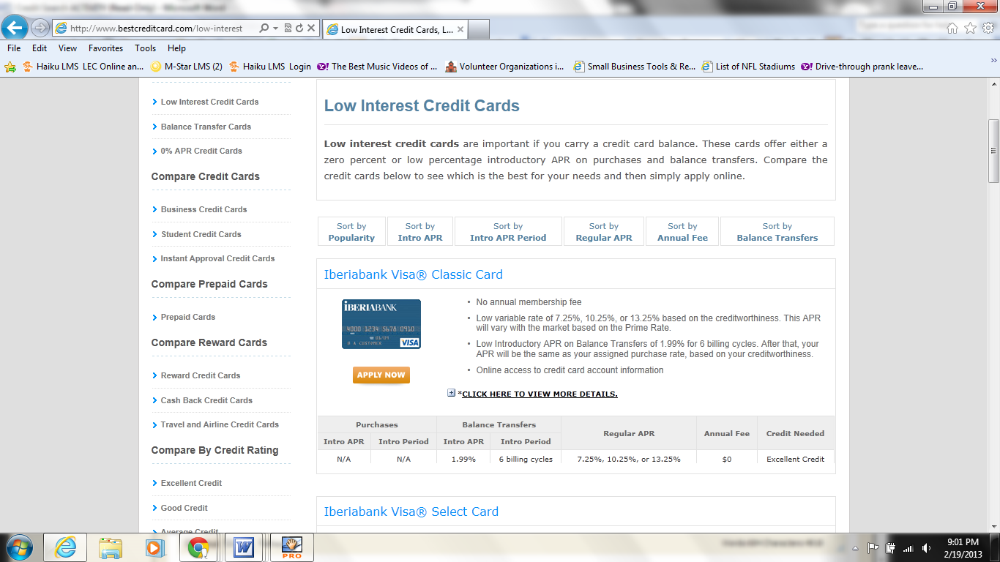 http://www.bestcreditcard.com/low-interest
Low Interest Credit Cards, L...
File Edit View Favorites Tools Help
Haiku LMS LEC Online an...
M-Star LMS (2)
Haiku LMS Login
The Best Music Videos of ...
Volunteer Organizations i...
Small Business Tools & Re...
List of NFL Stadiums
Drive-through prank leave...
Low Interest Credit Cards
Balance Transfer Cards
0% APR Credit Cards
Compare Credit Cards
Business Credit Cards
Student Credit Cards
Instant Approval Credit Cards
Compare Prepaid Cards
Prepaid Cards
Compare Reward Cards
Reward Credit Cards
Cash Back Credit Cards
Travel and Airline Credit Cards
Compare By Credit Rating
Excellent Credit
Good Credit
Average Credit
Low Interest Credit Cards
Low interest credit cards are important if you carry a credit card balance. These cards offer either a
zero percent or low percentage introductory APR on purchases and balance transfers. Compare the
credit cards below to see which is the best for your needs and then simply apply online.
Sort by Popularity
Sort by Intro APR
Sort by Intro APR Period
Sort by Regular APR
Sort by Annual Fee
Sort by Balance Transfers
Iberiabank Visa® Classic Card
IBERIABANK
4000 1234 5678 0910
01/09
D A CUSTOMER
VISA
APPLY NOW
• No annual membership fee
• Low variable rate of 7.25%, 10.25%, or 13.25% based on the creditworthiness. This APR
will vary with the market based on the Prime Rate.
• Low Introductory APR on Balance Transfers of 1.99% for 6 billing cycles. After that, your
APR will be the same as your assigned purchase rate, based on your creditworthiness.
• Online access to credit card account information
*CLICK HERE TO VIEW MORE DETAILS.
Purchases Balance Transfers Regular APR Annual Fee Credit Needed
Intro APR Intro Period Intro APR Intro Period
N/A N/A 1.99% 6 billing cycles 7.25%, 10.25%, or 13.25% $0 Excellent Credit
Iberiabank Visa® Select Card
PRO
9:01 PM
2/19/2013